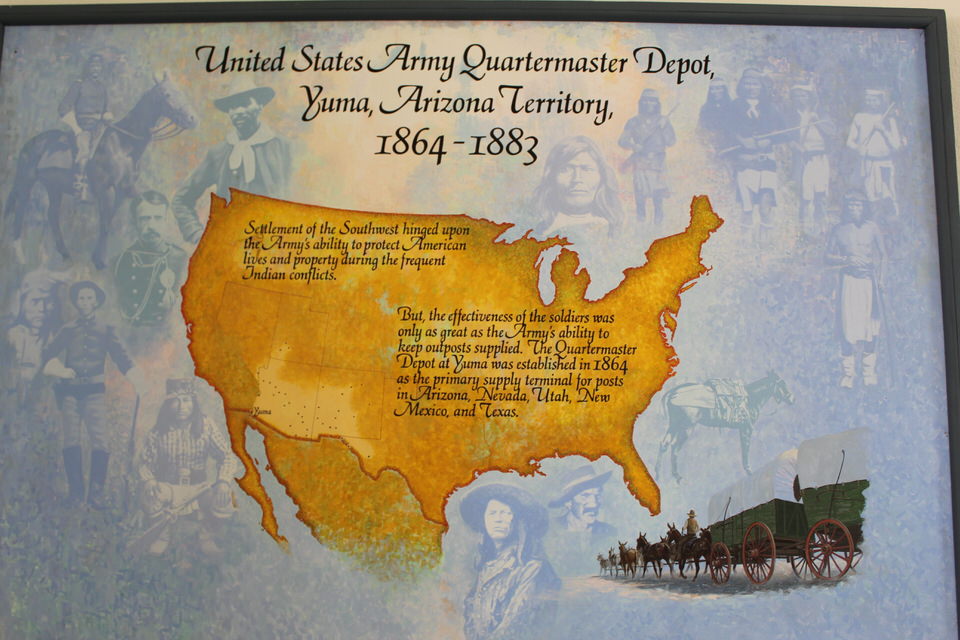 United States Army Quartermaster Depot,
Yuma, Arizona Territory,
1864-1883
Settlement of the Southwest hinged upon
the Army's ability to protect American
lives and property during the frequent
Indian conflicts.
But, the effectiveness of the soldiers was
only as great as the Army's ability to
keep outposts supplied. The Quartermaster
Depot at Yuma was established in 1864
as the primary supply terminal for posts
in Arizona, Nevada, Utah, New
Mexico, and Texas.
Yuma